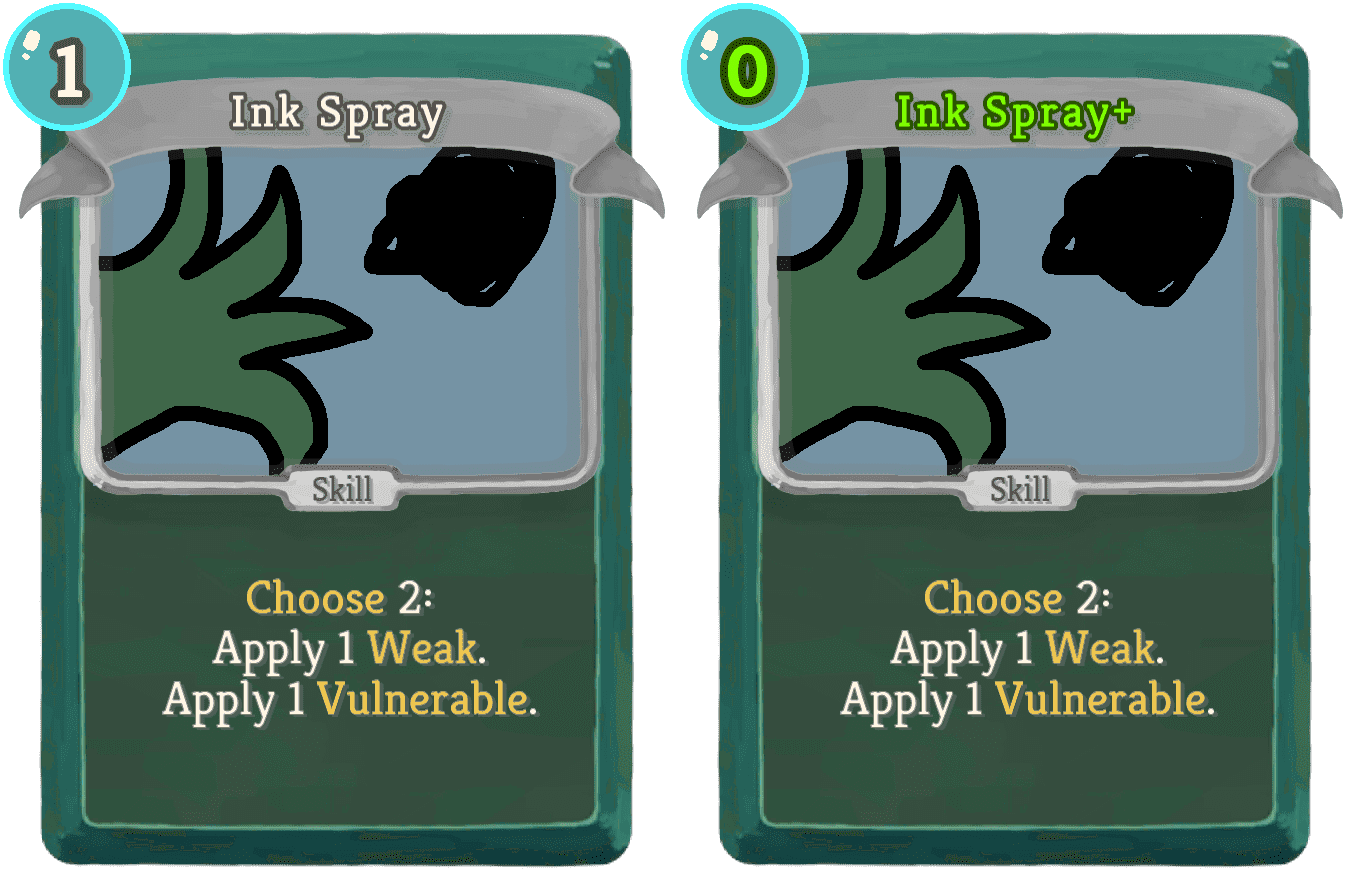 1
Ink Spray
Skill
Choose 2:
Apply 1 Weak.
Apply 1 Vulnerable.
0
Ink Spray+
Skill
Choose 2:
Apply 1 Weak.
Apply 1 Vulnerable.